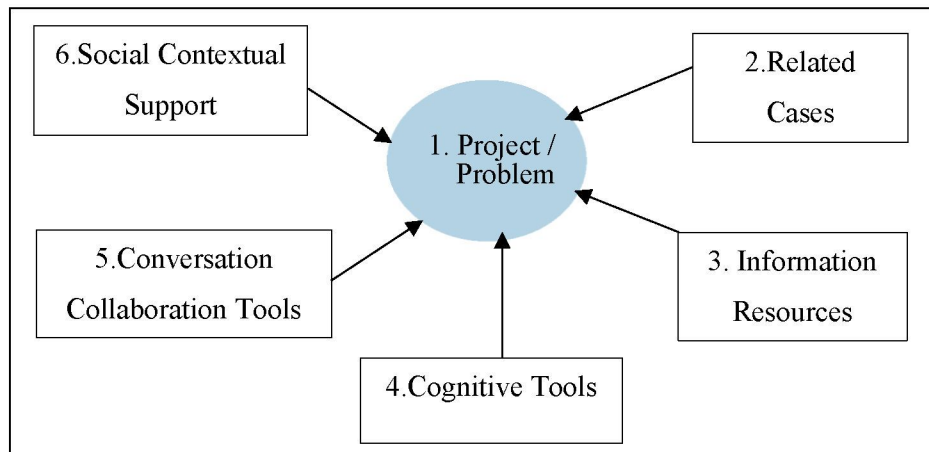 6.Social Contextual
Support
2.Related
Cases
1. Project /
Problem
5.Conversation
Collaboration Tools
3. Information
Resources
4.Cognitive Tools